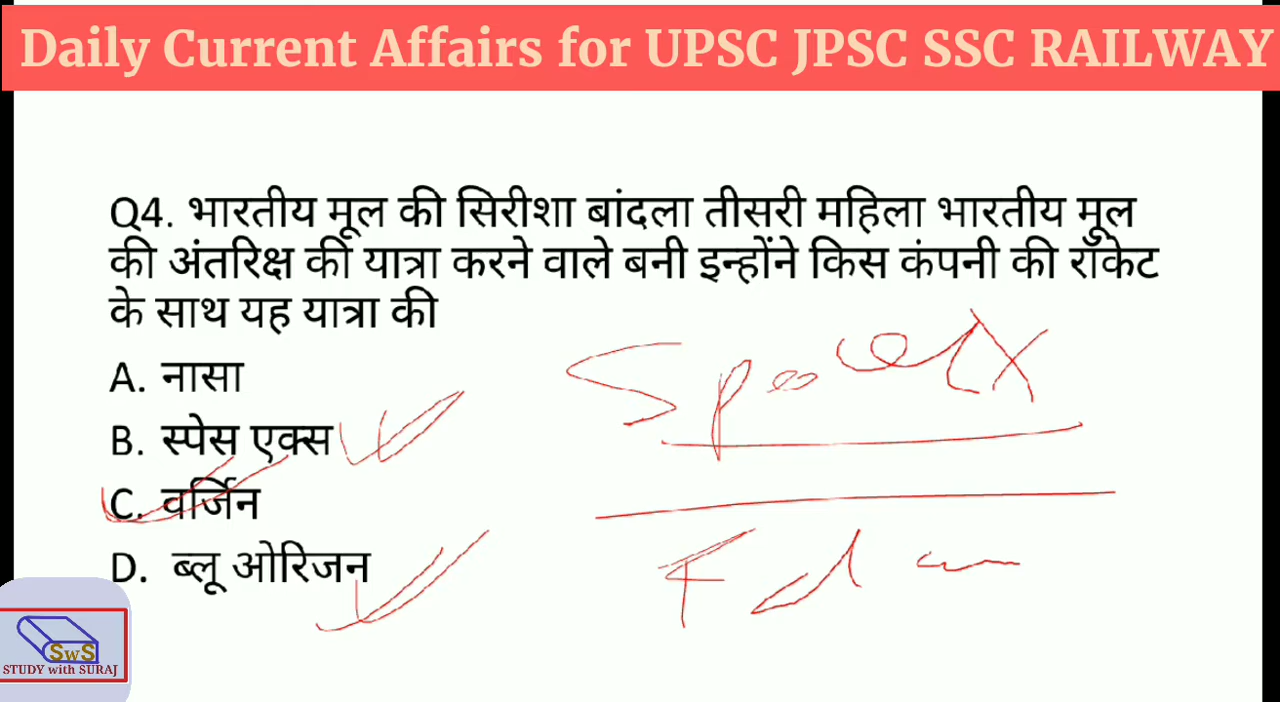 Daily Current Affairs for UPSC JPSC SSC RAILWAY
Q4. भारतीय मूल की सिरीशा बांदला तीसरी महिला भारतीय मूल
की अंतरिक्ष की यात्रा करने वाले बनी इन्होंने किस कंपनी की रॉकेट
के साथ यह यात्रा की
A. नासा
B. स्पेस एक्स
C. वर्जिन
D. ब्लू ओरिजन
SwS
STUDY with SURAJ